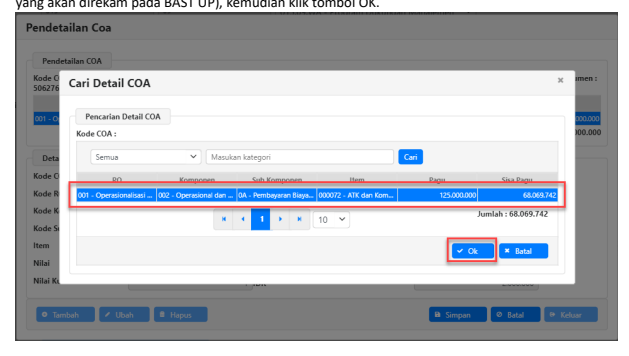 yang akan direkam pada BAST UP), kemudian klik tombol OK.
Pendetailan Coa
Pendetailan COA
Kode C
506276
umen :
Cari Detail COA
Pencarian Detail COA
Kode COA :
001 - O
000.000
000.000
Semua Masukan kategori Cari
Deta
RO Komponen Sub Komponen Item Pagu Sisa Pagu
001 - Operasionalisasi ... 002 - Operasional dan ... 0A - Pembayaran Biaya... 000072 - ATK dan Kom... 125.000.000 68.069.742
1 10 Jumlah : 68.069.742
Kode C
Kode R
Kode K
Kode S
Item
Nilai
Nilai Ku
Ok Batal
Tambah Ubah Hapus Simpan Batal Keluar